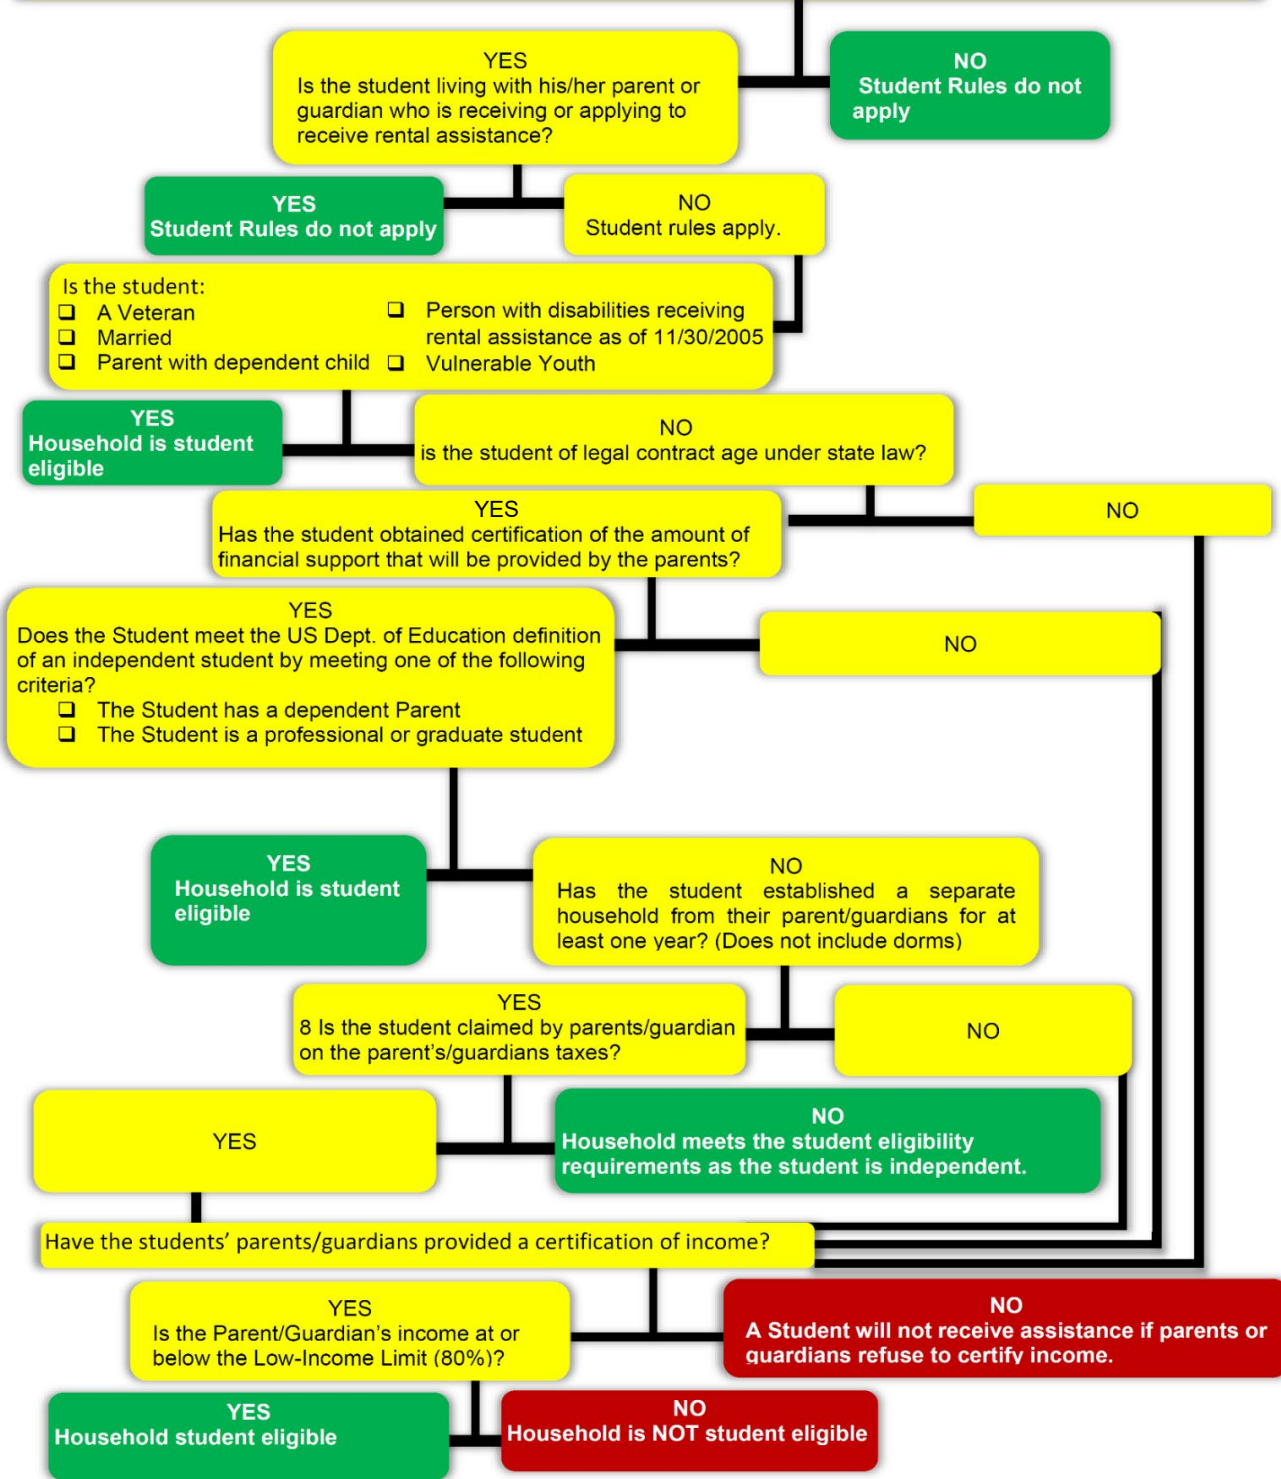 YES
Is the student living with his/her parent or
guardian who is receiving or applying to
receive rental assistance?
NO
Student Rules do not
apply
YES
Student Rules do not apply
NO
Student rules apply.
Is the student:
❑ A Veteran
❑ Married
❑ Parent with dependent child
❑ Person with disabilities receiving
rental assistance as of 11/30/2005
❑ Vulnerable Youth
YES
Household is student
eligible
NO
is the student of legal contract age under state law?
YES
Has the student obtained certification of the amount of
financial support that will be provided by the parents?
NO
YES
Does the Student meet the US Dept. of Education definition
of an independent student by meeting one of the following
criteria?
❑ The Student has a dependent Parent
❑ The Student is a professional or graduate student
NO
YES
Household is student
eligible
NO
Has the student established a separate
household from their parent/guardians for at
least one year? (Does not include dorms)
YES
8 Is the student claimed by parents/guardian
on the parent's/guardians taxes?
NO
YES
NO
Household meets the student eligibility
requirements as the student is independent.
Have the students' parents/guardians provided a certification of income?
YES
Is the Parent/Guardian's income at or
below the Low-Income Limit (80%)?
NO
A Student will not receive assistance if parents or
guardians refuse to certify income.
YES
Household student eligible
NO
Household is NOT student eligible